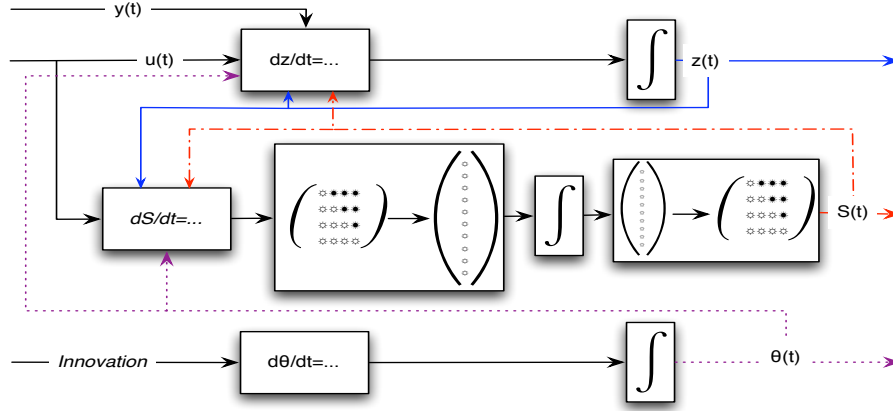 y(t)
u(t)
dz/dt=...
∫
z(t)
dS/dt=...
∫
S(t)
Innovation
dθ/dt=...
∫
θ(t)